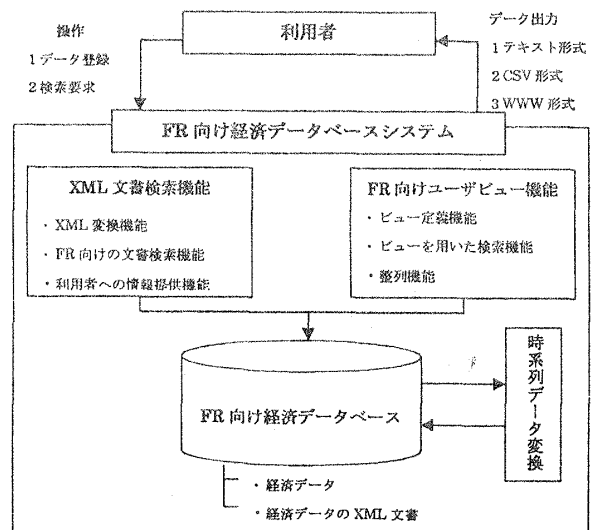 操作
1 データ登録
2 検索要求
利用者
データ出力
1 テキスト形式
2 CSV 形式
3 WWW 形式
FR 向け経済データベースシステム
XML 文書検索機能
・XML 変換機能
・FR 向けの文書検索機能
・利用者への情報提供機能
FR 向けユーザビュー機能
・ビュー定義機能
・ビューを用いた検索機能
・整列機能
FR 向け経済データベース
時系列データ変換
・経済データ
・経済データの XML 文書